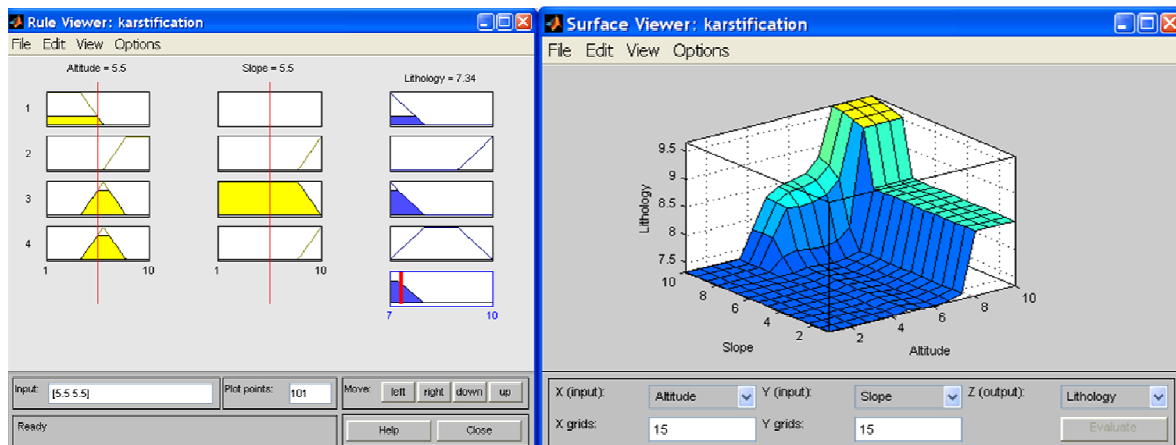 Rule Viewer: karstification
File Edit View Options
Altitude = 5.5 Slope = 5.5 Lithology = 7.34
1
2
3
4
1 10 1 10
7 10
Input: [5.5 5.5] Plot points: 101 Move: left right down up
Ready Help Close
Surface Viewer: karstification
File Edit View Options
9.5
9
8.5
8
7.5
Lithology
10 8 6 4 2
Slope
2 4 6 8 10
Altitude
X (input): Altitude Y (input): Slope Z (output): Lithology
X grids: 15 Y grids: 15 Evaluate